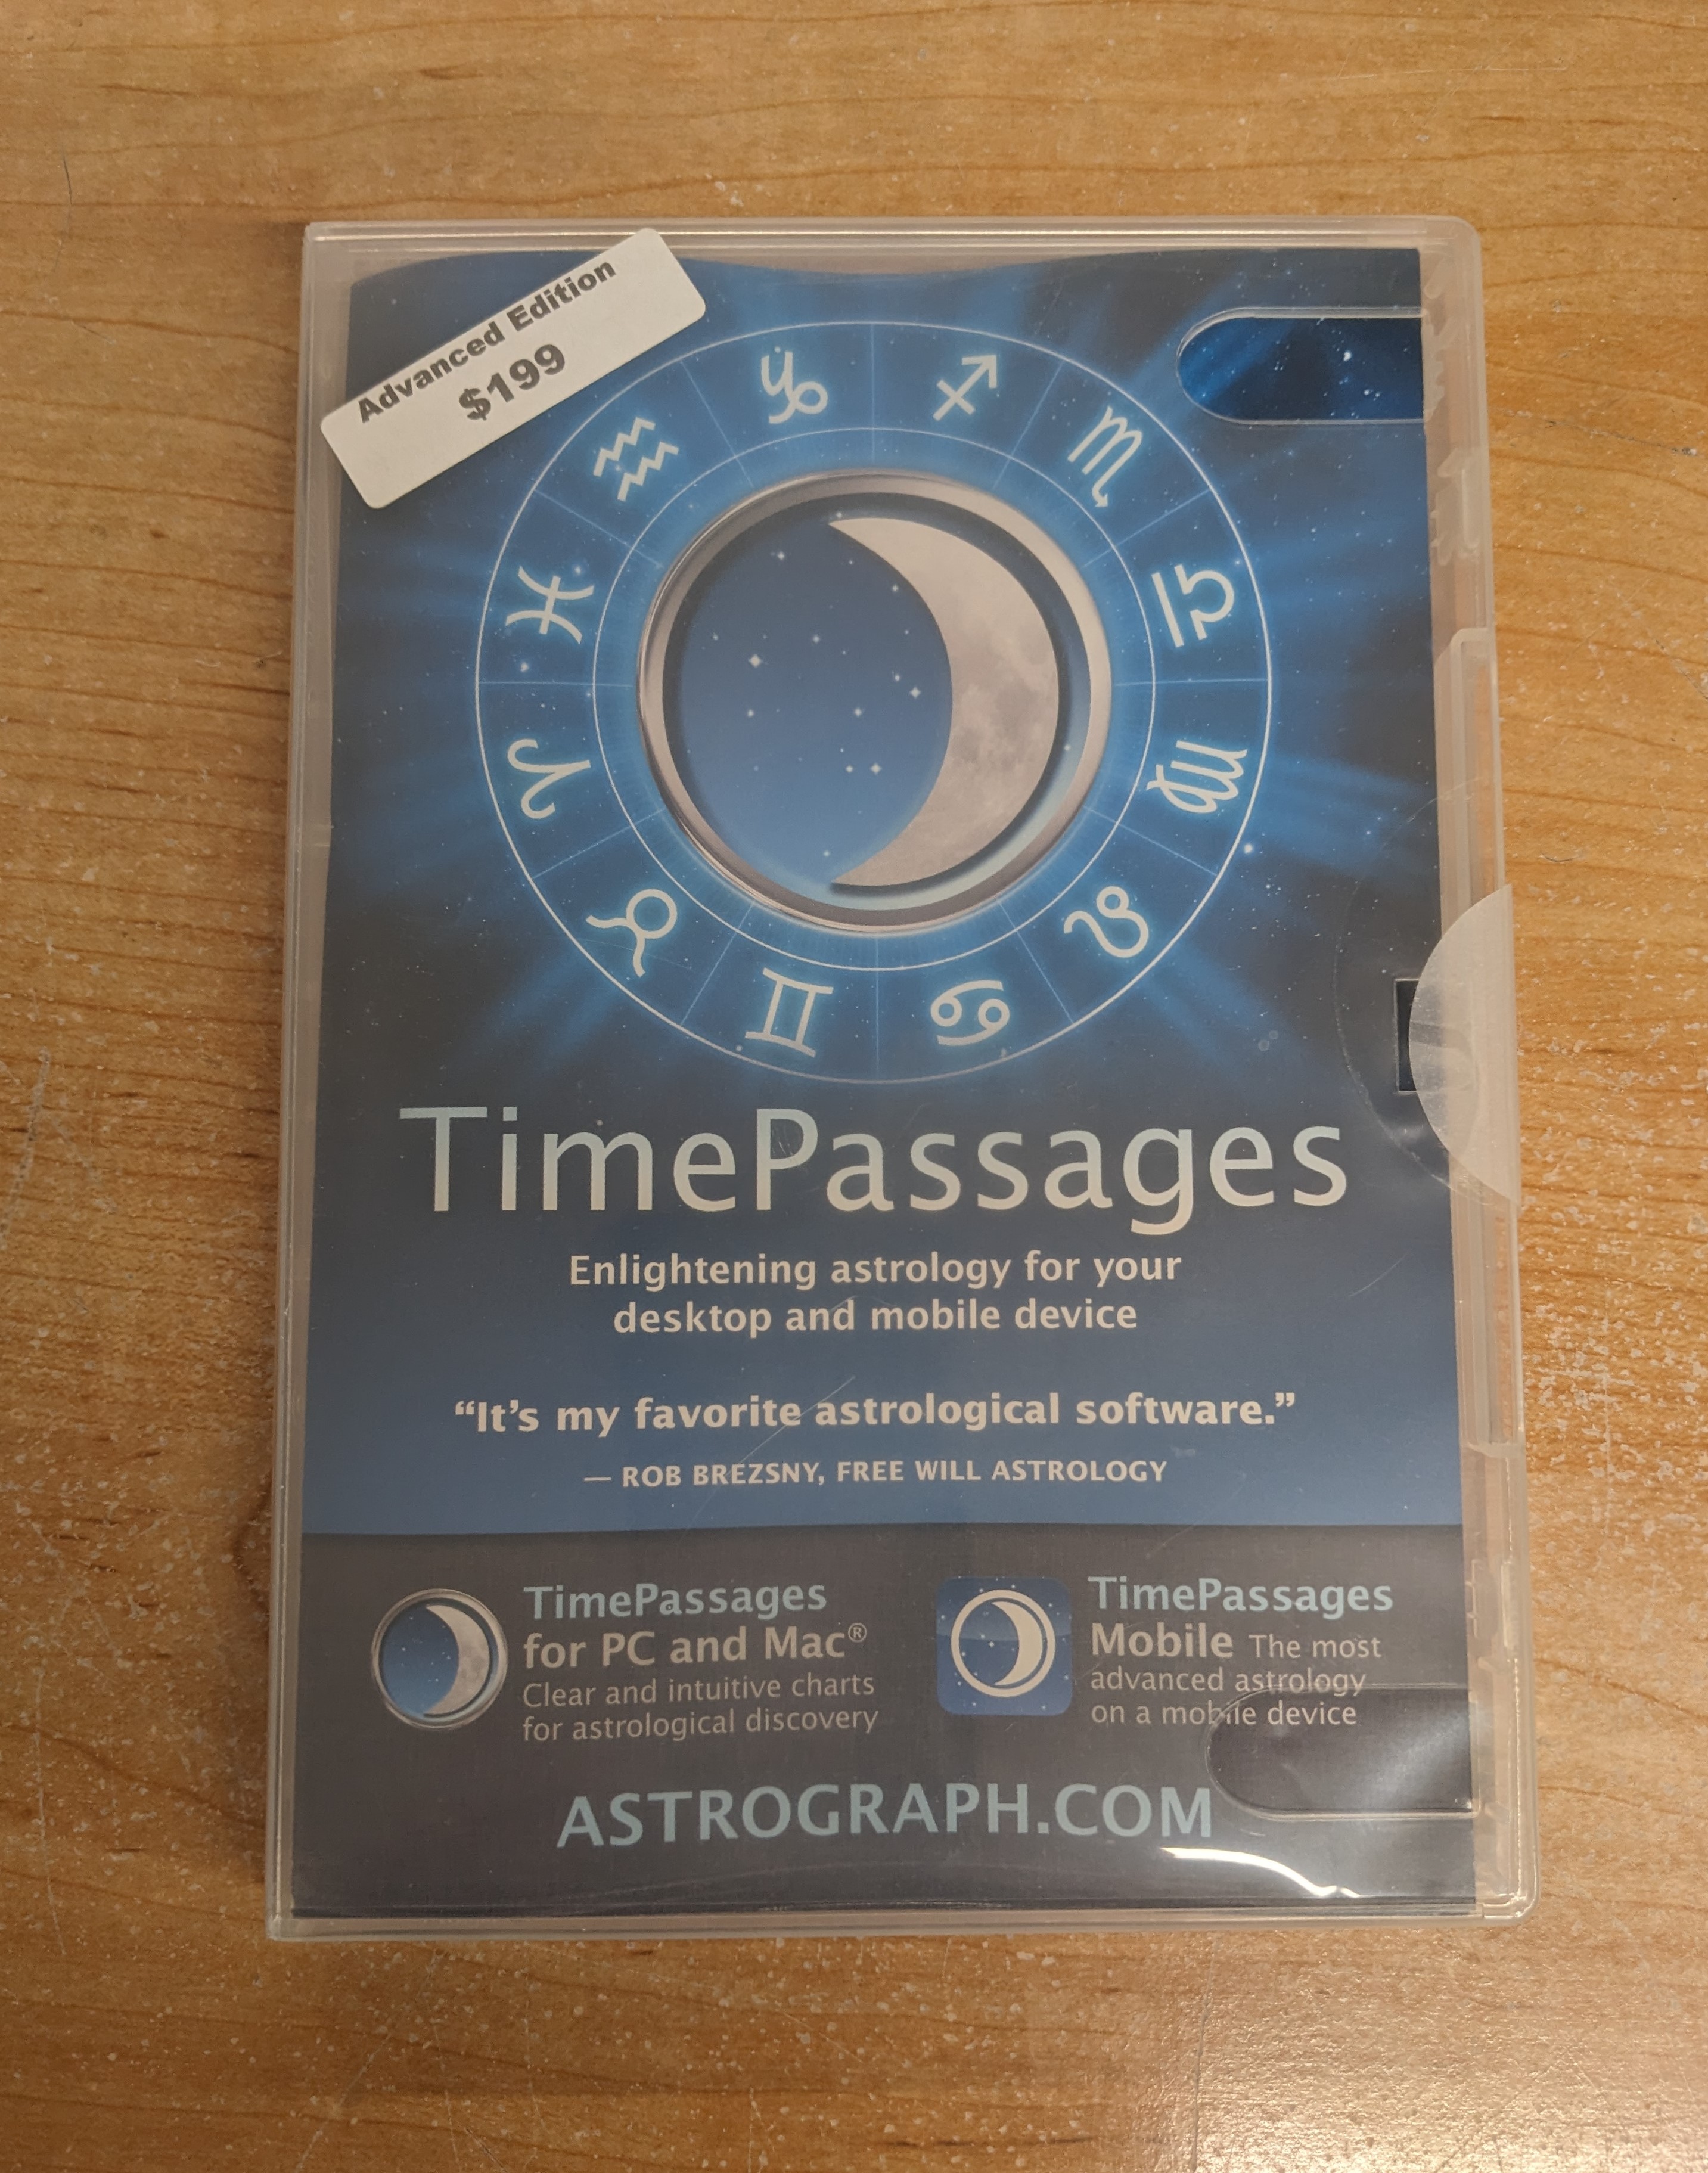 Advanced Edition
$199
♑ ♐
♒ ♏
♓ ♎
♈ ♍
♉ ♌
♊ ♋
TimePassages
Enlightening astrology for your
desktop and mobile device
“It’s my favorite astrological software.”
— ROB BREZSNY, FREE WILL ASTROLOGY
TimePassages
for PC and Mac®
Clear and intuitive charts
for astrological discovery
TimePassages
Mobile The most
advanced astrology
on a mobile device
ASTROGRAPH.COM